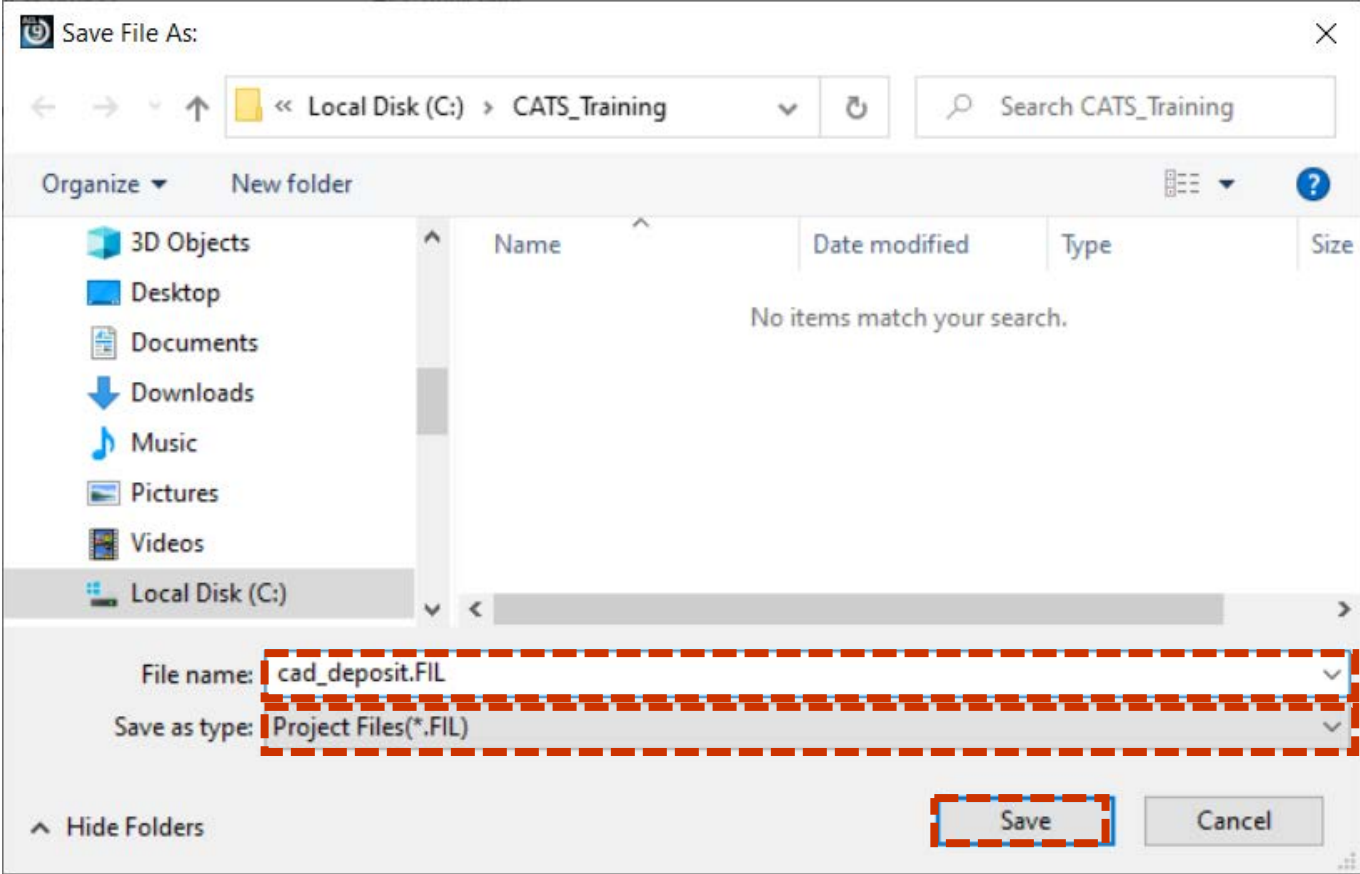 ACL 9 Save File As:
« Local Disk (C:) > CATS_Training Search CATS_Training
Organize New folder ?
3D Objects
Desktop
Documents
Downloads
Music
Pictures
Videos
Local Disk (C:)
Name Date modified Type Size
No items match your search.
File name: cad_deposit.FIL
Save as type: Project Files(*.FIL)
Hide Folders Save Cancel